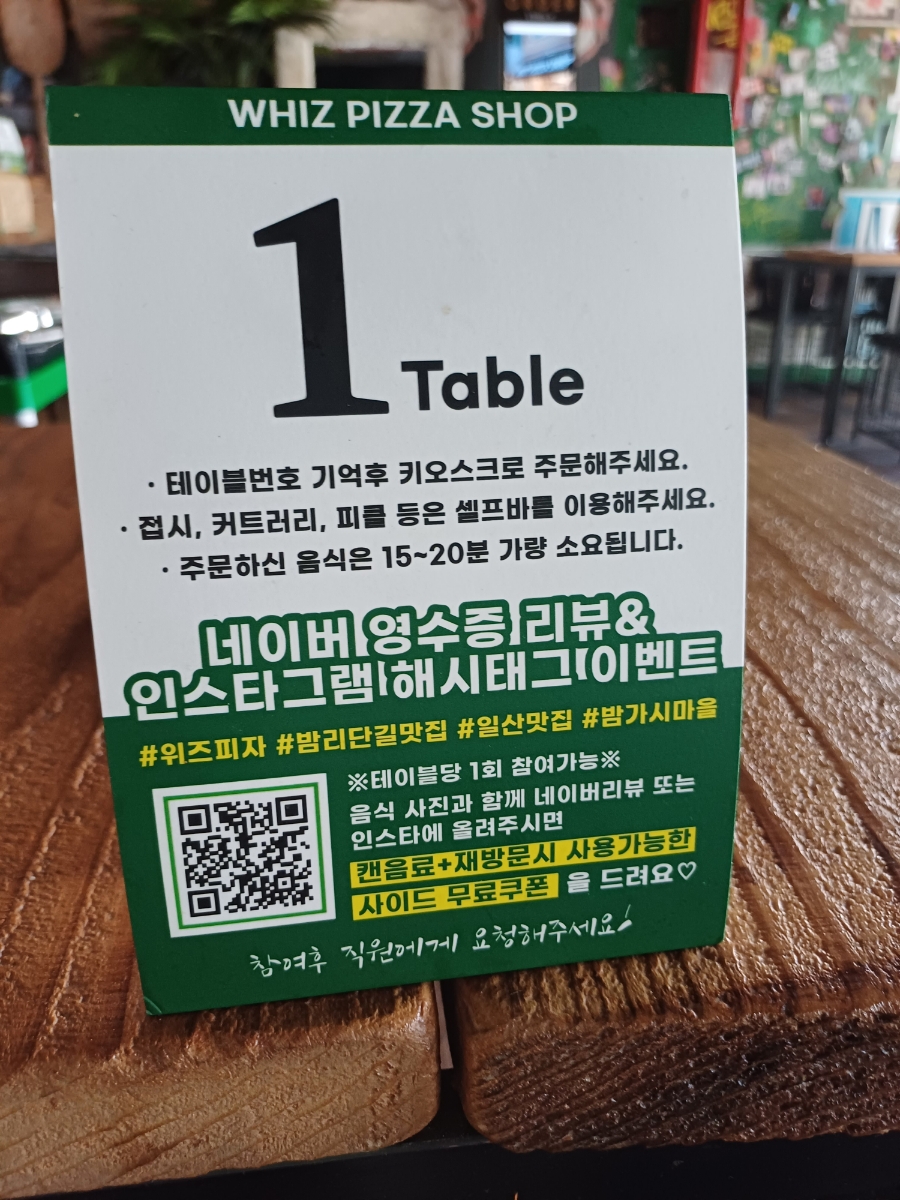 WHIZ PIZZA SHOP
1 Table
· 테이블번호 기억후 키오스크로 주문해주세요.
· 접시, 커트러리, 피클 등은 셀프바를 이용해주세요.
· 주문하신 음식은 15~20분 가량 소요됩니다.
네이버 영수증 리뷰&
인스타그램 해시태그 이벤트
#위즈피자 #밤리단길맛집 #일산맛집 #밤가시마을
※테이블당 1회 참여가능※
음식 사진과 함께 네이버리뷰 또는
인스타에 올려주시면
캔음료+재방문시 사용가능한
사이드 무료쿠폰 을 드려요♡
참여후 직원에게 요청해주세요!